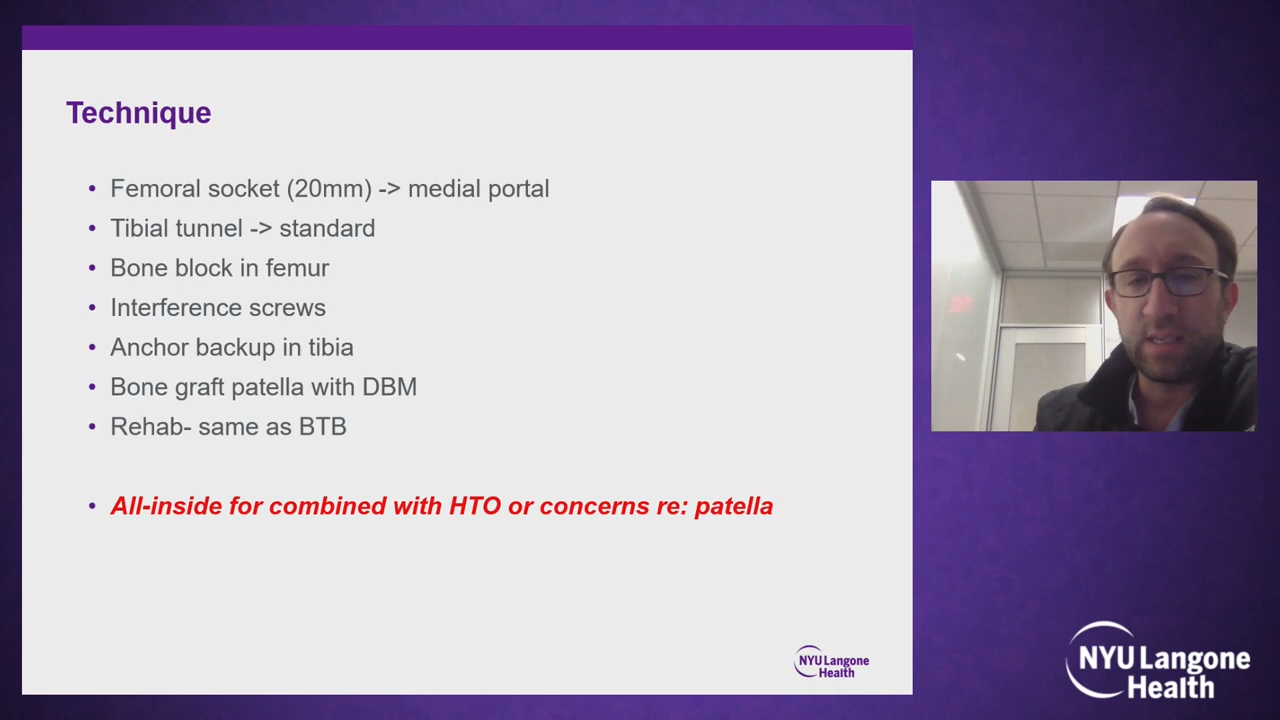 Technique
• Femoral socket (20mm) -> medial portal
• Tibial tunnel -> standard
• Bone block in femur
• Interference screws
• Anchor backup in tibia
• Bone graft patella with DBM
• Rehab- same as BTB
• All-inside for combined with HTO or concerns re: patella
NYU Langone
Health
NYU Langone
Health